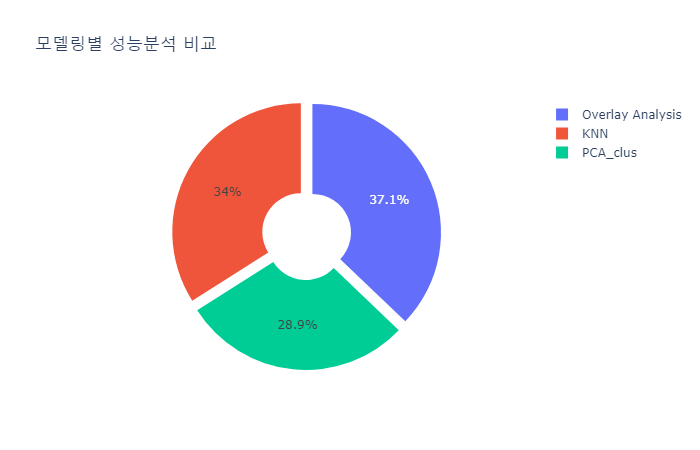 모델링별 성능분석 비교
Overlay Analysis
KNN
PCA_clus
34%
37.1%
28.9%